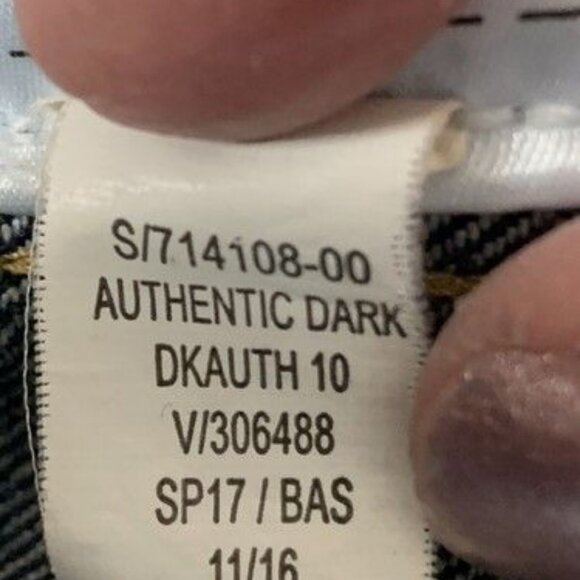 S/714108-00
AUTHENTIC DARK
DKAUTH 10
V/306488
SP17 / BAS
11/16